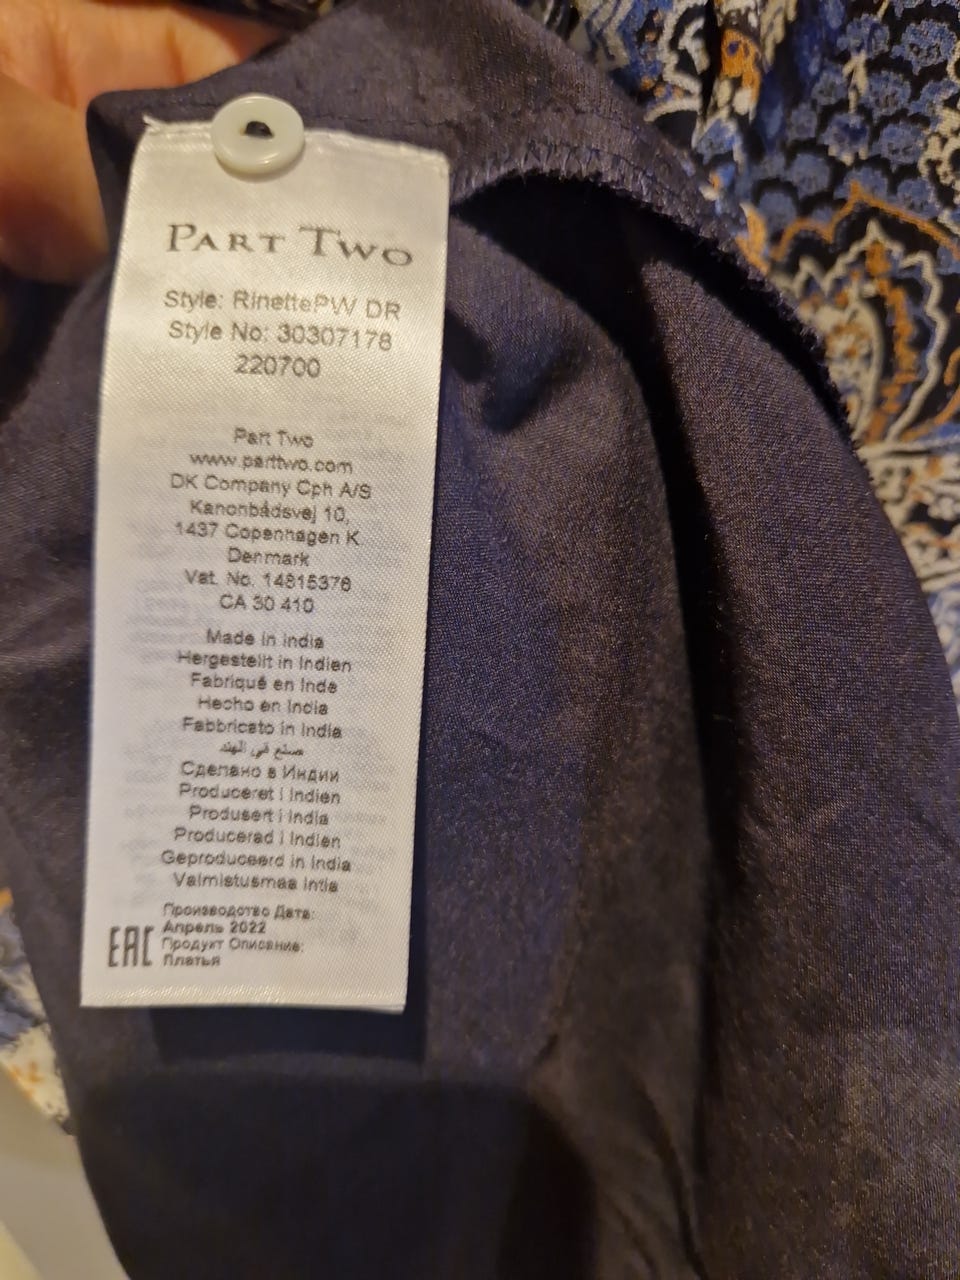 PART TWO
Style: RinettePW DR
Style No: 30307178
220700
Part Two
www.parttwo.com
DK Company Cph A/S
Kanonbådsvej 10,
1437 Copenhagen K
Denmark
Vat. No. 14815376
CA 30 410
Made in India
Hergestellt in Indien
Fabriqué en Inde
Hecho en India
Fabbricato in India
صنع في الهند
Сделано в Индии
Produceret i Indien
Produsert i India
Producerad i Indien
Geproduceerd in India
Valmistusmaa Intia
Производство Дата:
Апрель 2022
EAC Продукт Описание:
Платья